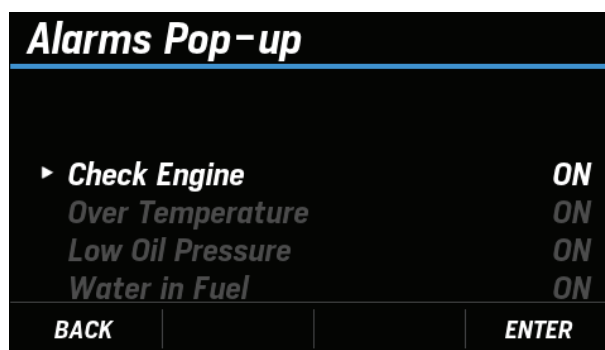 Alarms Pop-up
Check Engine ON
Over Temperature ON
Low Oil Pressure ON
Water in Fuel ON
BACK ENTER